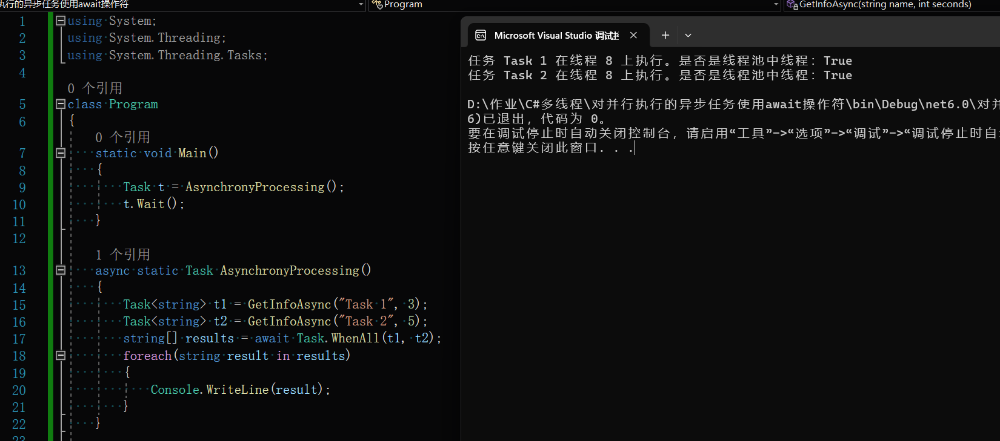 执行的异步任务使用await操作符
Program
GetInfoAsync(string name, int seconds)
1 using System;
2 using System.Threading;
3 using System.Threading.Tasks;
4
0 个引用
5 class Program
6 {
0 个引用
7 static void Main()
8 {
9 Task t = AsynchronyProcessing();
10 t.Wait();
11 }
12
1 个引用
13 async static Task AsynchronyProcessing()
14 {
15 Task<string> t1 = GetInfoAsync("Task 1", 3);
16 Task<string> t2 = GetInfoAsync("Task 2", 5);
17 string[] results = await Task.WhenAll(t1, t2);
18 foreach(string result in results)
19 {
20 Console.WriteLine(result);
21 }
22 }
23
Microsoft Visual Studio 调试
任务 Task 1 在线程 8 上执行。是否是线程池中线程：True
任务 Task 2 在线程 8 上执行。是否是线程池中线程：True
D:\作业\C#多线程\对并行执行的异步任务使用await操作符\bin\Debug\net6.0\对并
6)已退出，代码为 0。
要在调试停止时自动关闭控制台，请启用“工具”->“选项”->“调试”->“调试停止时自
按任意键关闭此窗口. . .